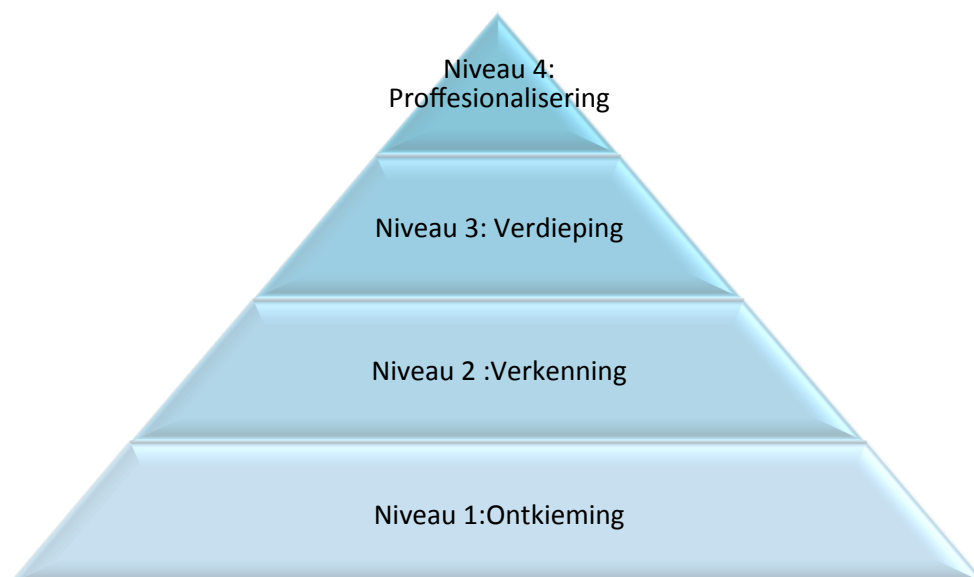 Niveau 4:
Proffesionalisering
Niveau 3: Verdieping
Niveau 2 :Verkenning
Niveau 1:Ontkieming